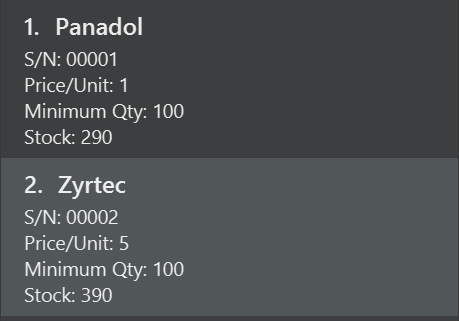 1. Panadol
S/N: 00001
Price/Unit: 1
Minimum Qty: 100
Stock: 290
2. Zyrtec
S/N: 00002
Price/Unit: 5
Minimum Qty: 100
Stock: 390